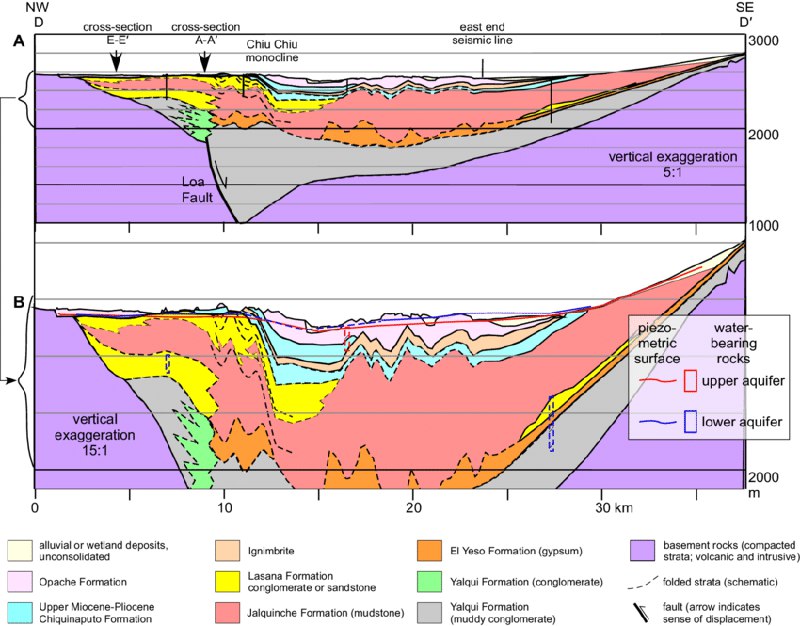 NW
D
SE
D'
cross-section
E-E'
cross-section
A-A'
Chiu Chiu
monocline
east end
seismic line
A
3000
2000
1000
Loa
Fault
vertical exaggeration
5:1
B
piezo-
metric
surface
water-
bearing
rocks
upper aquifer
lower aquifer
vertical
exaggeration
15:1
2000
m
0
10
20
30 km
alluvial or wetland deposits,
unconsolidated
Opache Formation
Upper Miocene-Pliocene
Chiquinaputo Formation
Ignimbrite
Lasana Formation
conglomerate or sandstone
Jalquinche Formation (mudstone)
El Yeso Formation (gypsum)
Yalqui Formation (conglomerate)
Yalqui Formation
(muddy conglomerate)
basement rocks (compacted
strata; volcanic and intrusive)
folded strata (schematic)
fault (arrow indicates
sense of displacement)